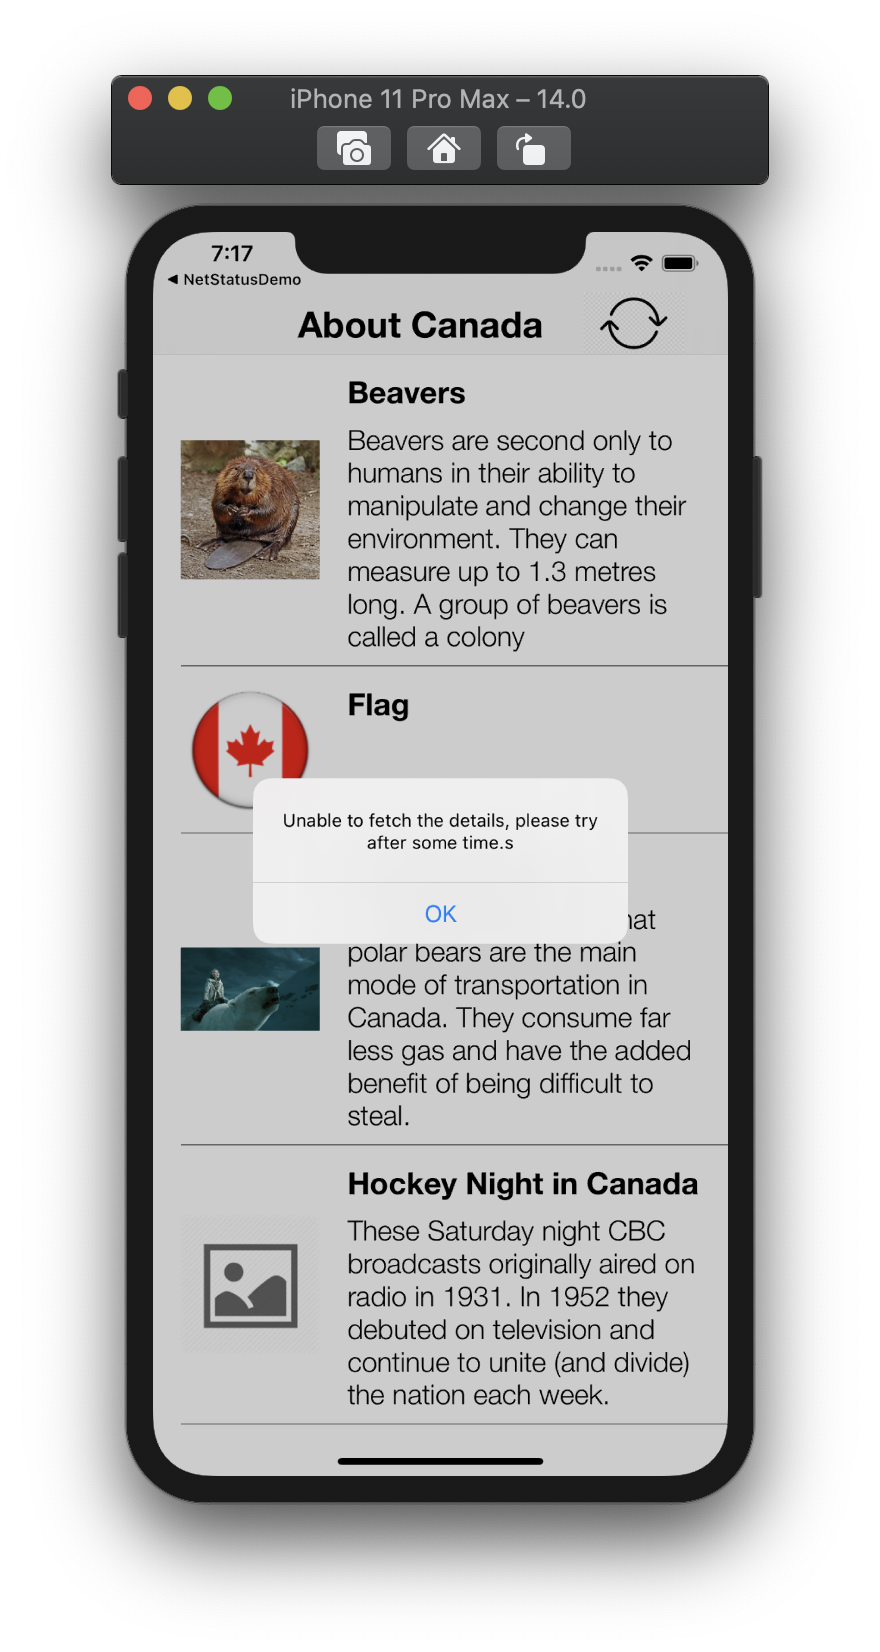 iPhone 11 Pro Max – 14.0
7:17
◀ NetStatusDemo
About Canada
Beavers
Beavers are second only to
humans in their ability to
manipulate and change their
environment. They can
measure up to 1.3 metres
long. A group of beavers is
called a colony
Flag
Unable to fetch the details, please try
after some time.s
OK
polar bears are the main
mode of transportation in
Canada. They consume far
less gas and have the added
benefit of being difficult to
steal.
Hockey Night in Canada
These Saturday night CBC
broadcasts originally aired on
radio in 1931. In 1952 they
debuted on television and
continue to unite (and divide)
the nation each week.